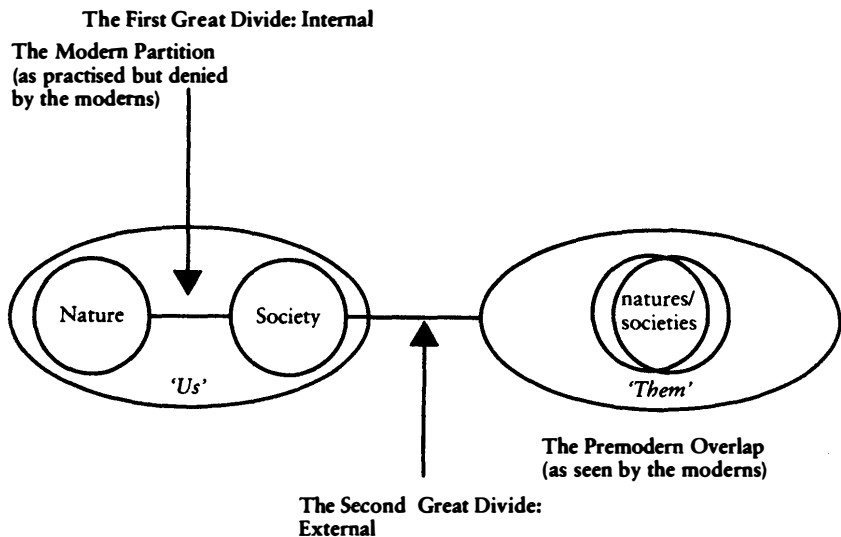 The First Great Divide: Internal
The Modern Partition
(as practised but denied
by the moderns)
Nature
Society
'Us'
natures/
societies
'Them'
The Premodern Overlap
(as seen by the moderns)
The Second Great Divide:
External